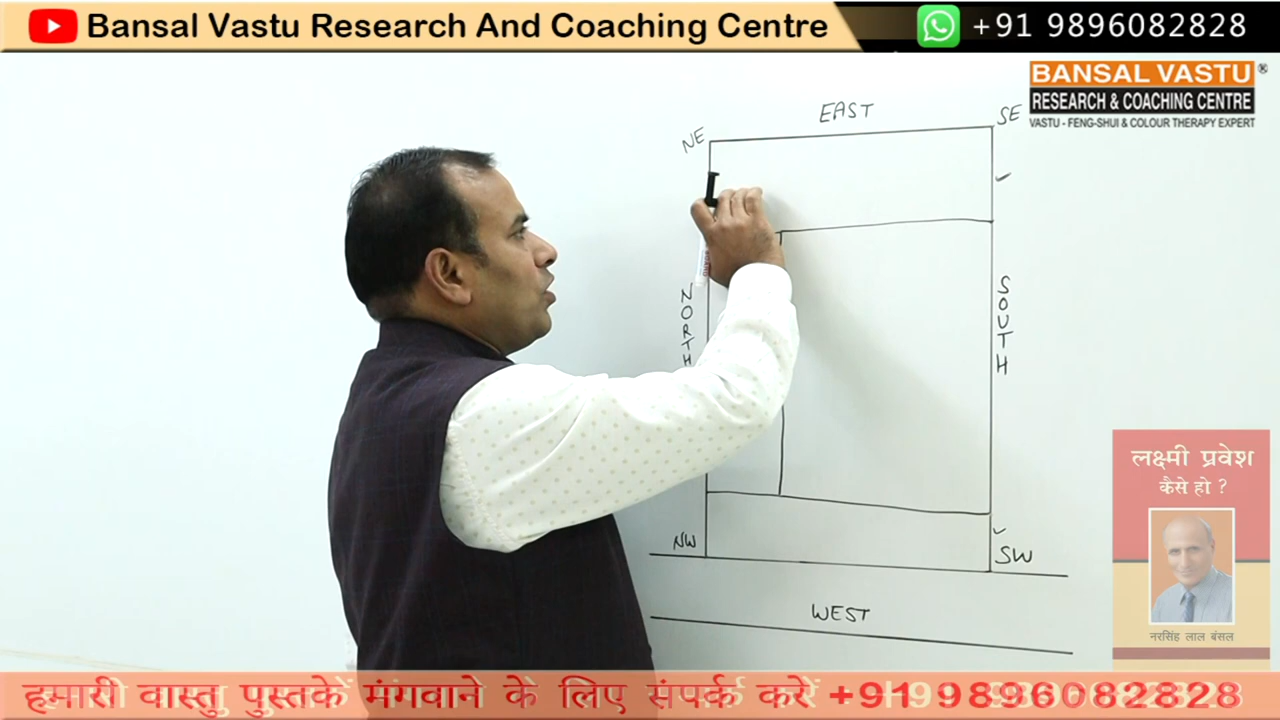 Bansal Vastu Research And Coaching Centre
+91 9896082828
BANSAL VASTU ®
RESEARCH & COACHING CENTRE
VASTU - FENG-SHUI & COLOUR THERAPY EXPERT
EAST
SE
NE
NORTH
SOUTH
NW
SW
WEST
लक्ष्मी प्रवेश
कैसे हो ?
नरसिंह लाल बंसल
हमारी वास्तु पुस्तकें मंगवाने के लिए संपर्क करें +91 9896082828